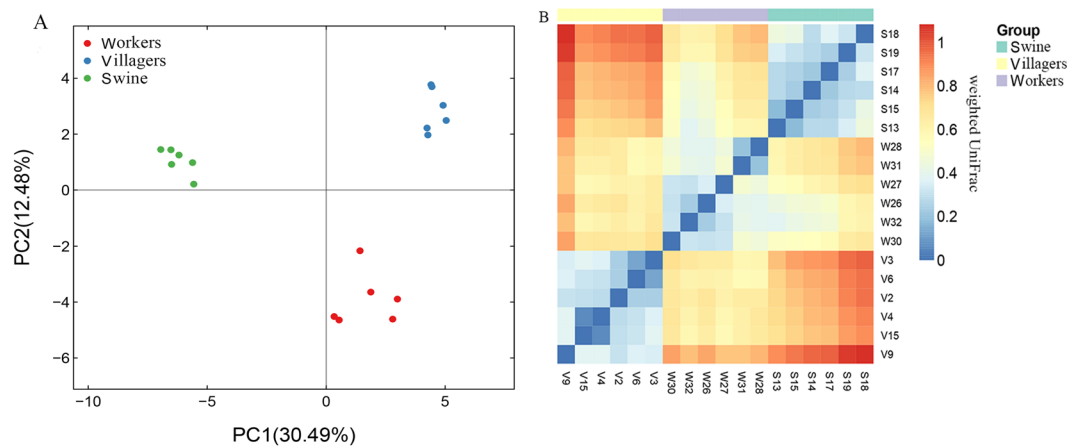 A
Workers
Villagers
Swine
4
2
0
−2
−4
−6
−10
−5
0
5
PC2(12.48%)
PC1(30.49%)
B
S18
S19
S17
S14
S15
S13
W28
W31
W27
W26
W32
W30
V3
V6
V2
V4
V15
V9
V9
V15
V4
V2
V6
V3
W30
W32
W26
W27
W31
W28
S13
S15
S14
S17
S19
S18
1
0.8
0.6
0.4
0.2
0
weighted UniFrac
Group
Swine
Villagers
Workers